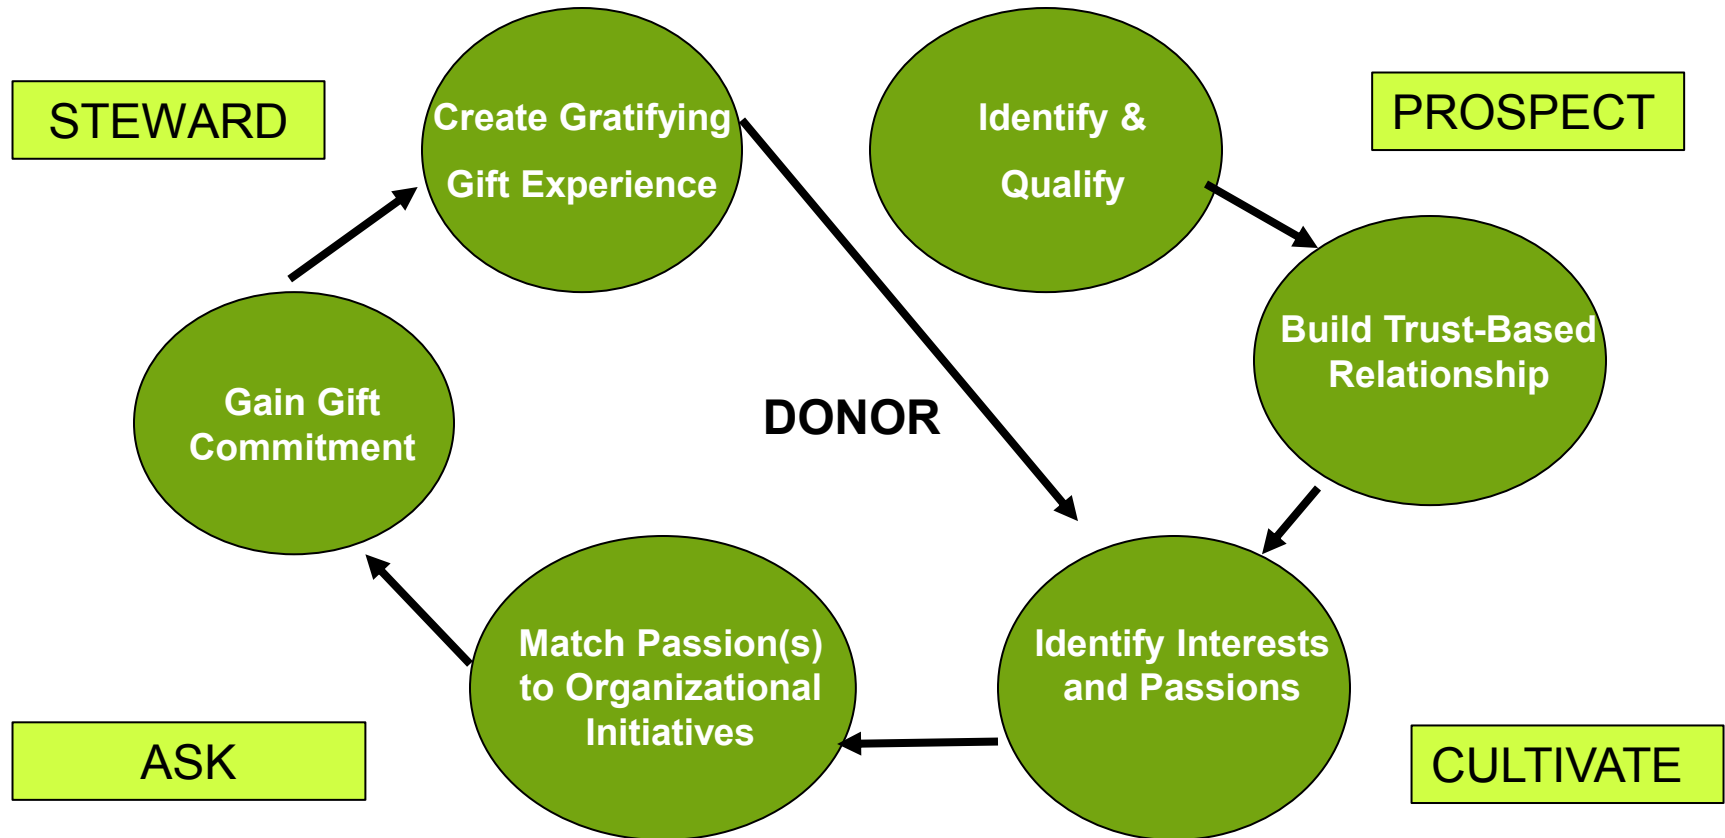 STEWARD
Create Gratifying
Gift Experience
Identify &
Qualify
PROSPECT
Build Trust-Based
Relationship
Gain Gift
Commitment
DONOR
Match Passion(s)
to Organizational
Initiatives
Identify Interests
and Passions
ASK
CULTIVATE